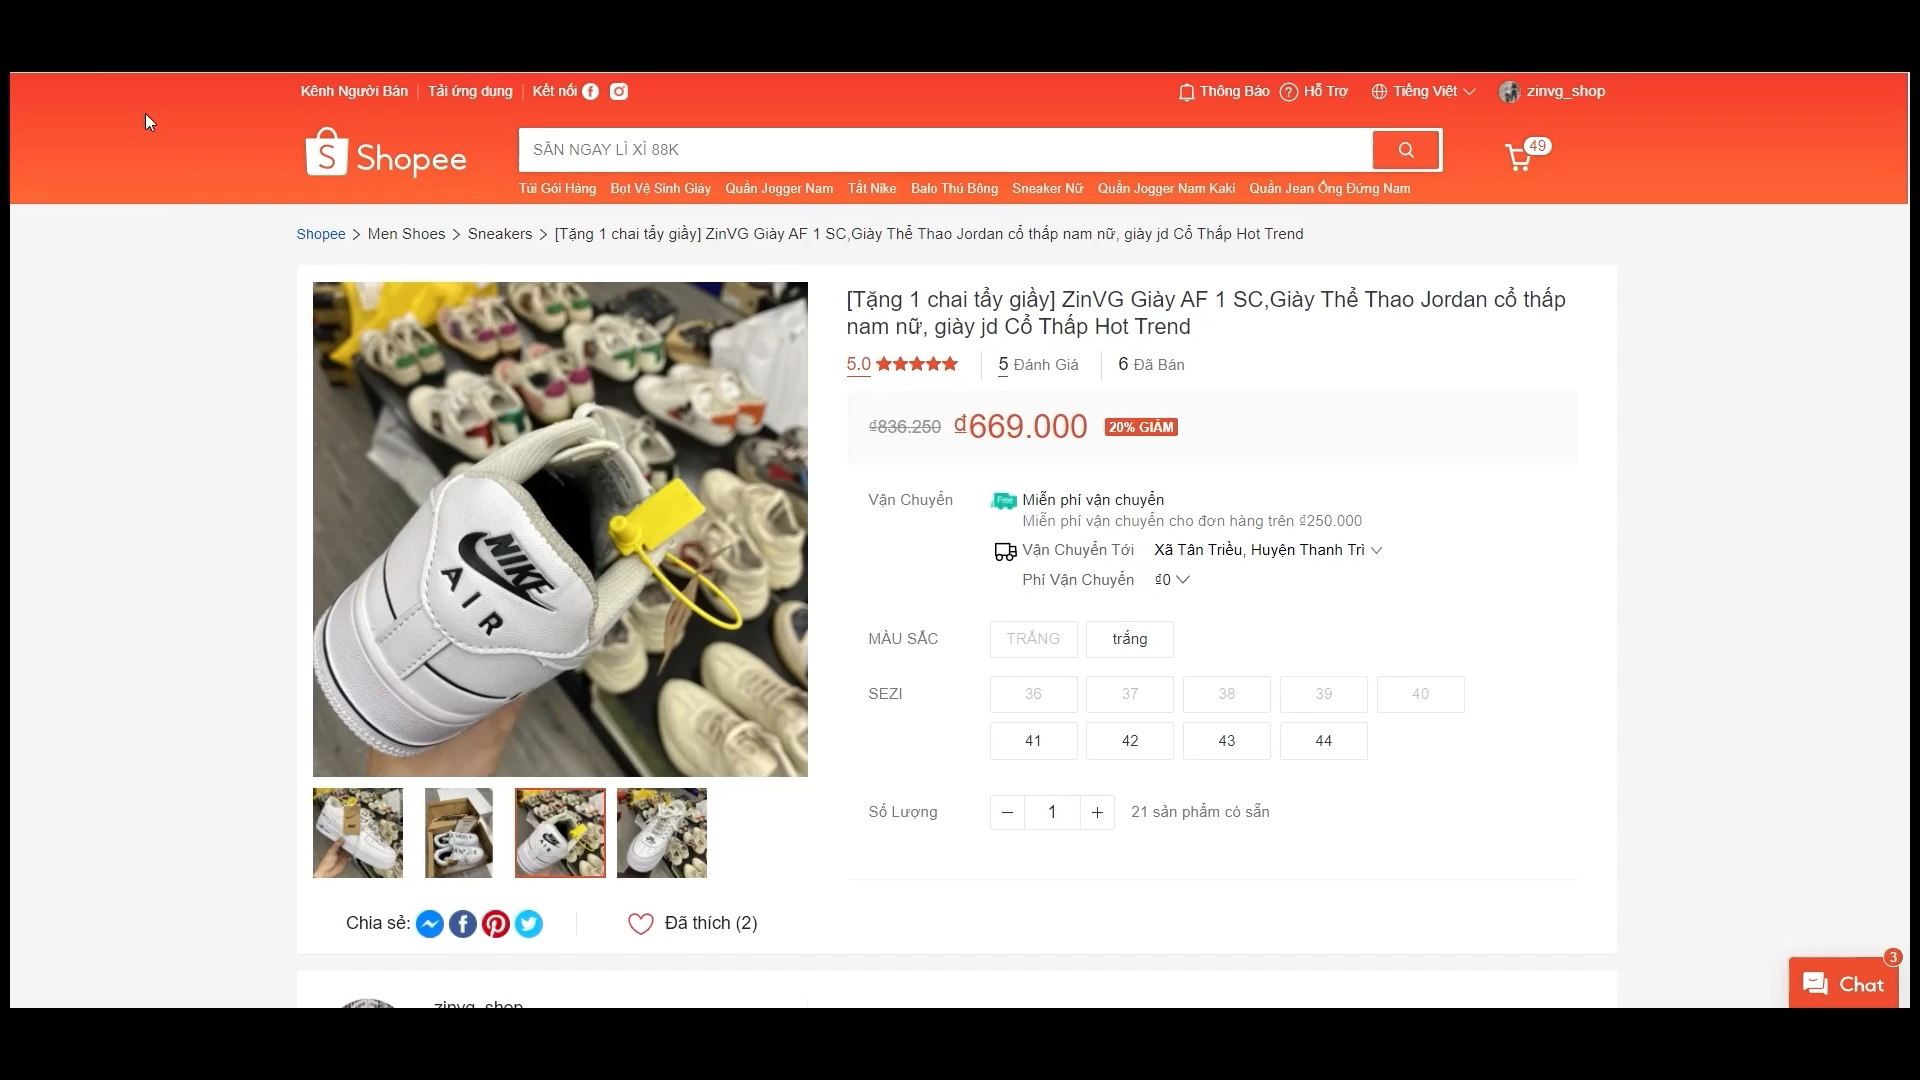 Kênh Người Bán
Tải ứng dụng
Kết nối
Thông Báo
Hỗ Trợ
Tiếng Việt
zinvg_shop
Shopee
SĂN NGAY LÌ XÌ 88K
49
Túi Gói Hàng Bọt Vệ Sinh Giày Quần Jogger Nam Tất Nike Balo Thú Bông Sneaker Nữ Quần Jogger Nam Kaki Quần Jean Ống Đứng Nam
Shopee > Men Shoes > Sneakers > [Tặng 1 chai tẩy giầy] ZinVG Giày AF 1 SC,Giày Thể Thao Jordan cổ thấp nam nữ, giày jd Cổ Thấp Hot Trend
NIKE
AIR
[Tặng 1 chai tẩy giầy] ZinVG Giày AF 1 SC,Giày Thể Thao Jordan cổ thấp
nam nữ, giày jd Cổ Thấp Hot Trend
5.0
5 Đánh Giá
6 Đã Bán
₫836.250 ₫669.000 20% GIẢM
Vận Chuyển
Free Miễn phí vận chuyển
Miễn phí vận chuyển cho đơn hàng trên ₫250.000
Vận Chuyển Tới Xã Tân Triều, Huyện Thanh Trì
Phí Vận Chuyển ₫0
MÀU SẮC TRẮNG trắng
SEZI 36 37 38 39 40
41 42 43 44
Số Lượng − 1 + 21 sản phẩm có sẵn
Chia sẻ:
Đã thích (2)
zinvg_shop
3
Chat